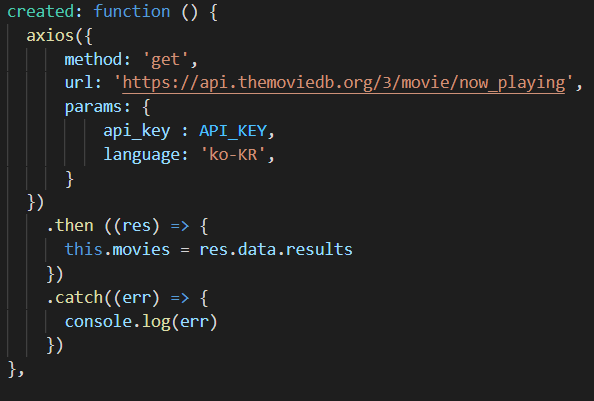 created: function () {
  axios({
      method: 'get',
      url: 'https://api.themoviedb.org/3/movie/now_playing',
      params: {
          api_key : API_KEY,
          language: 'ko-KR',
      }
  })
    .then ((res) => {
      this.movies = res.data.results
    })
    .catch((err) => {
      console.log(err)
    })
},